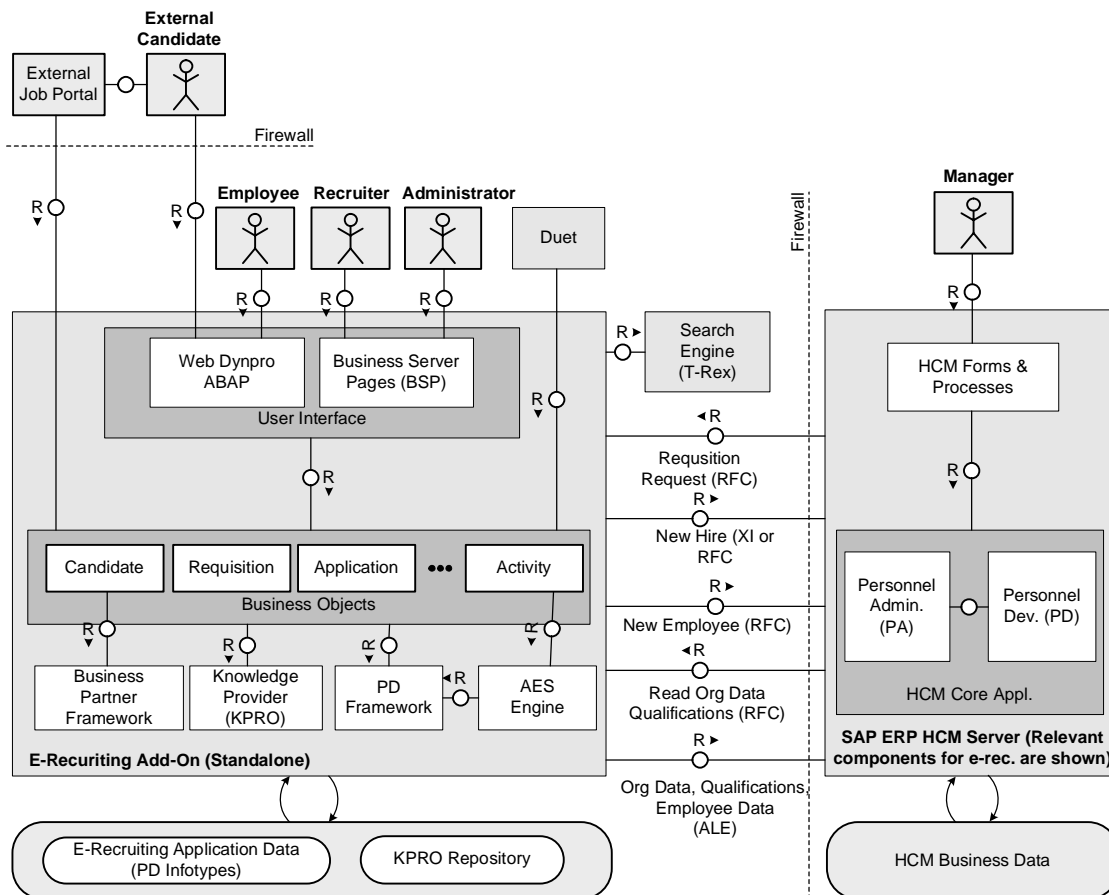 External
Candidate
External
Job Portal
Firewall
R
R
Employee
Recruiter
Administrator
Duet
Firewall
Manager
R
R
R
R
R
Web Dynpro
ABAP
Business Server
Pages (BSP)
User Interface
R
Search
Engine
(T-Rex)
HCM Forms &
Processes
R
Requsition
Request (RFC)
R
R
R
New Hire (XI or
RFC
Candidate
Requisition
Application
Activity
Business Objects
R
New Employee (RFC)
Personnel
Admin.
(PA)
Personnel
Dev. (PD)
HCM Core Appl.
R
R
R
R
R
Business
Partner
Framework
Knowledge
Provider
(KPRO)
PD
Framework
AES
Engine
R
Read Org Data
Qualifications (RFC)
E-Recuriting Add-On (Standalone)
SAP ERP HCM Server (Relevant
components for e-rec. are shown)
R
Org Data, Qualifications,
Employee Data
(ALE)
E-Recruiting Application Data
(PD Infotypes)
KPRO Repository
HCM Business Data